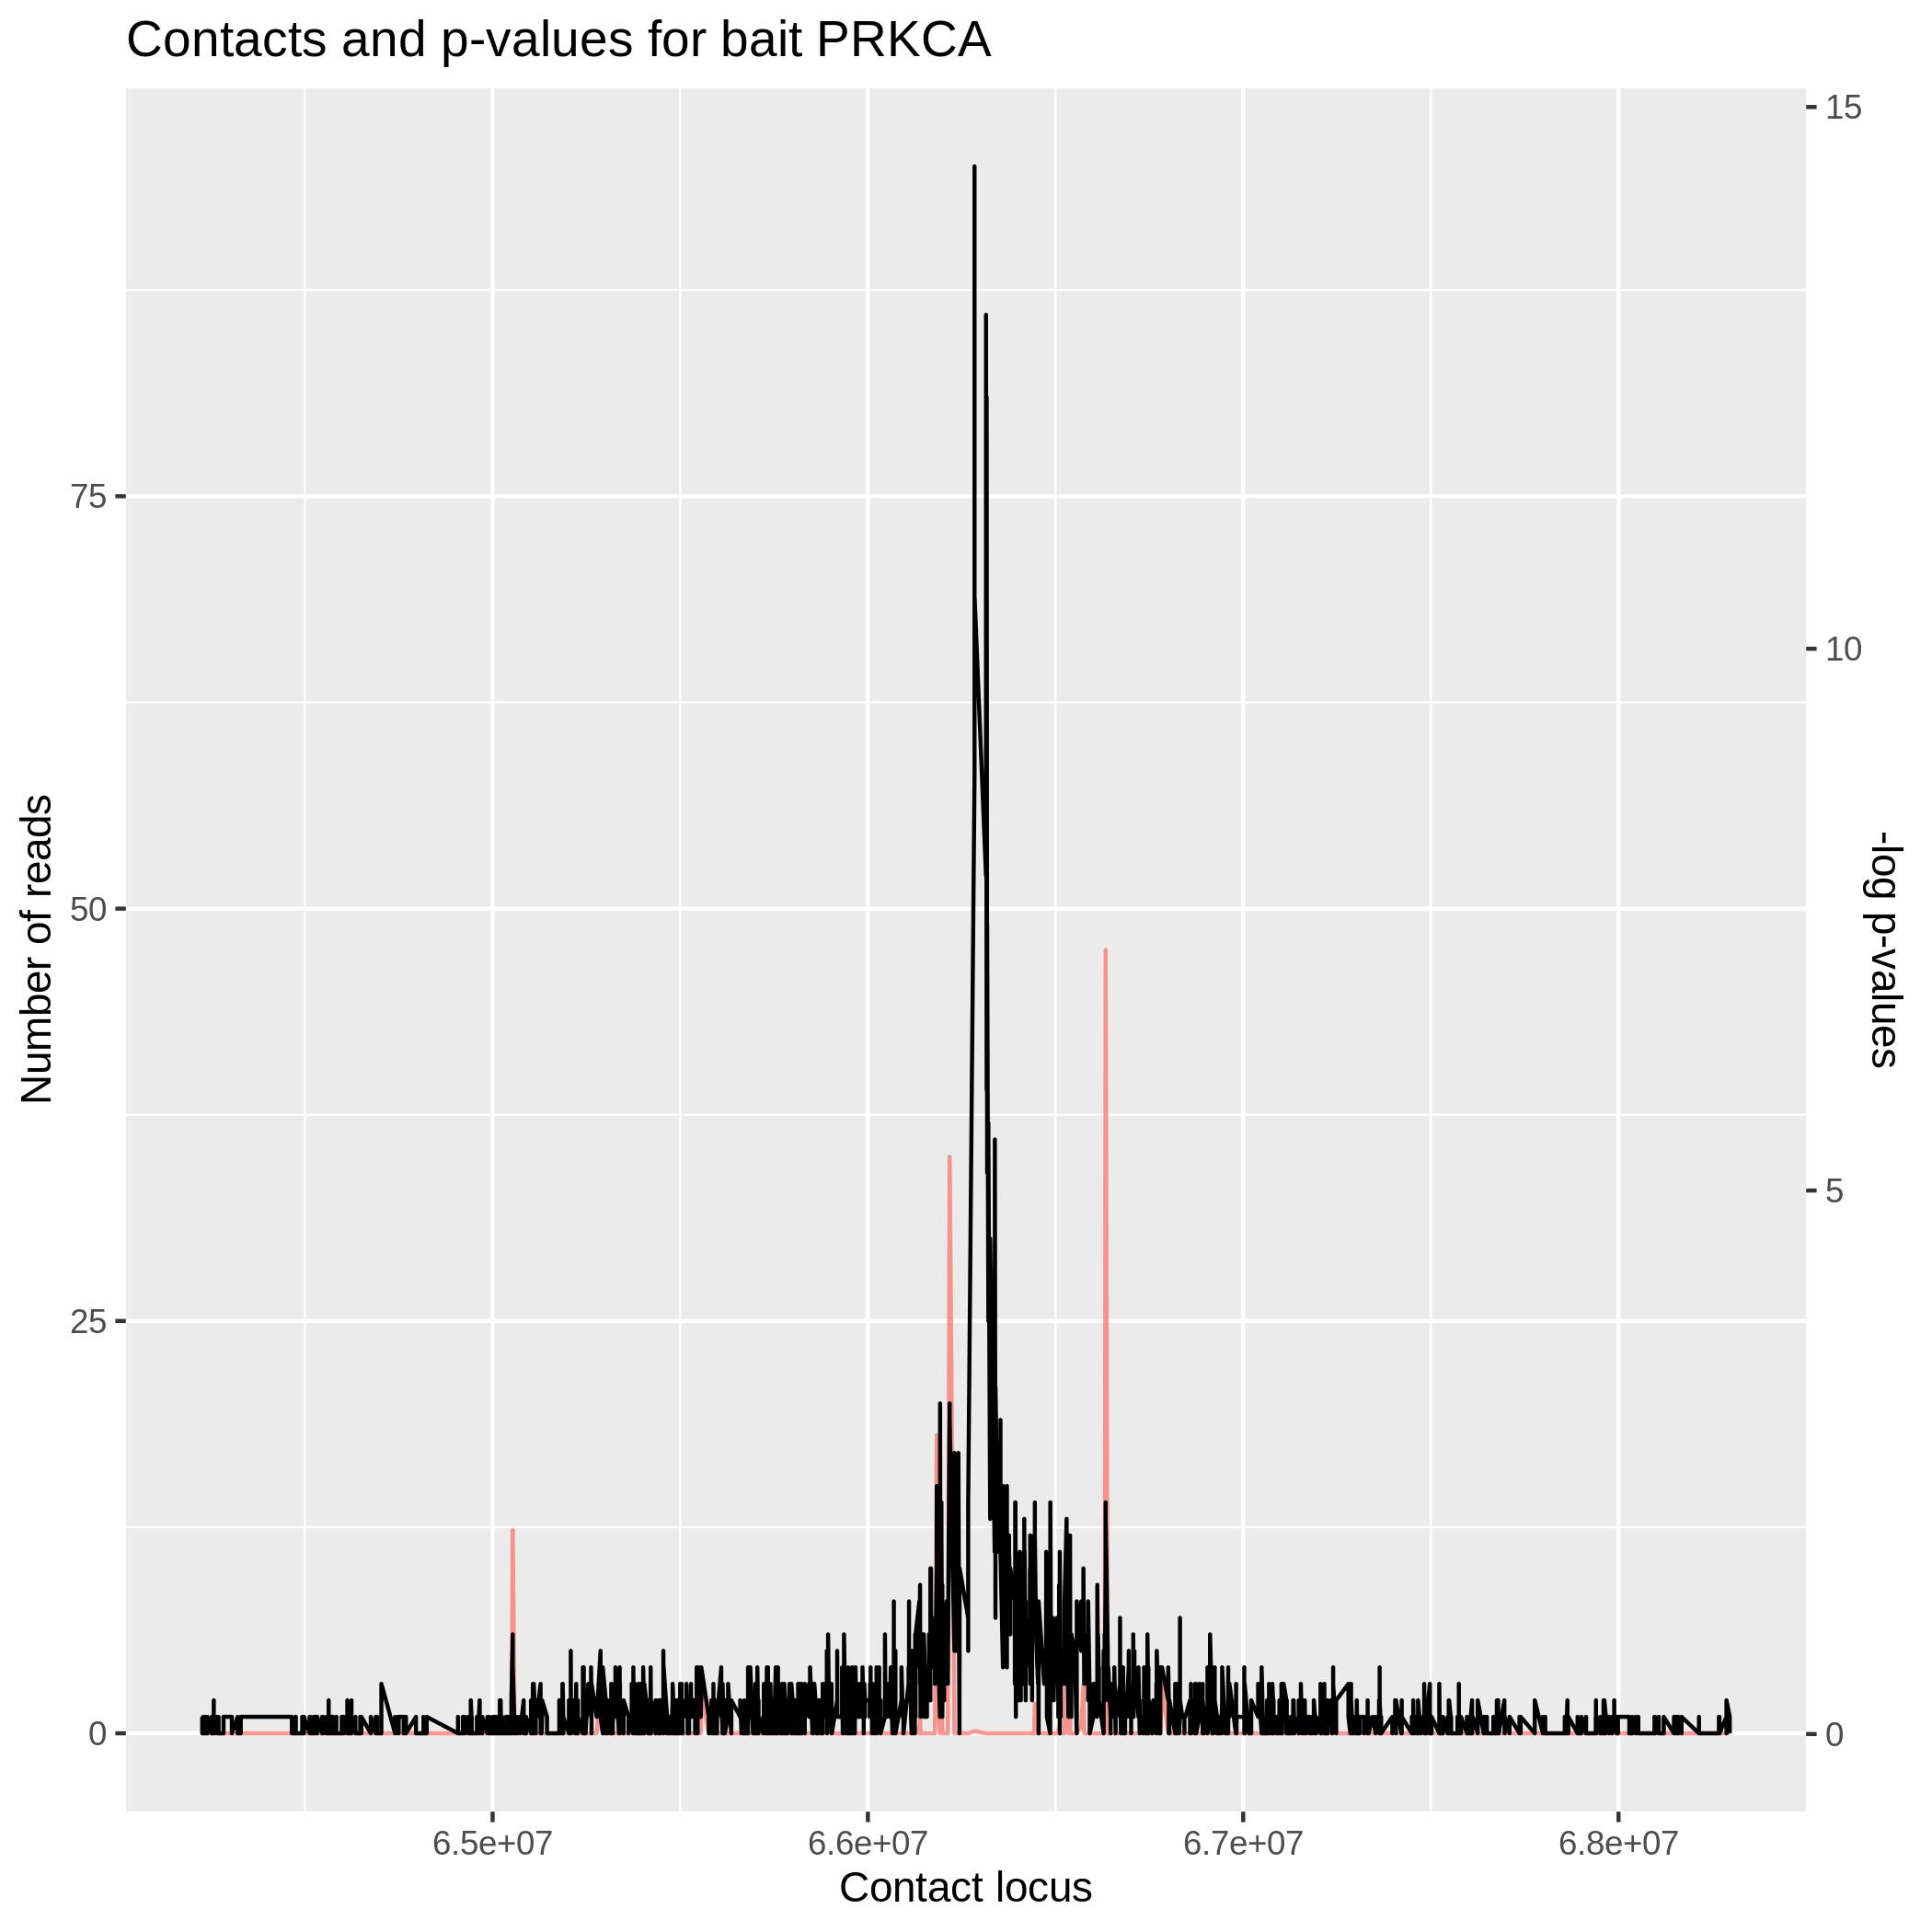 Contacts and p-values for bait PRKCA
15
75
10
Number of reads
50
-log p-values
5
25
0
0
6.5e+07 6.6e+07 6.7e+07 6.8e+07
Contact locus